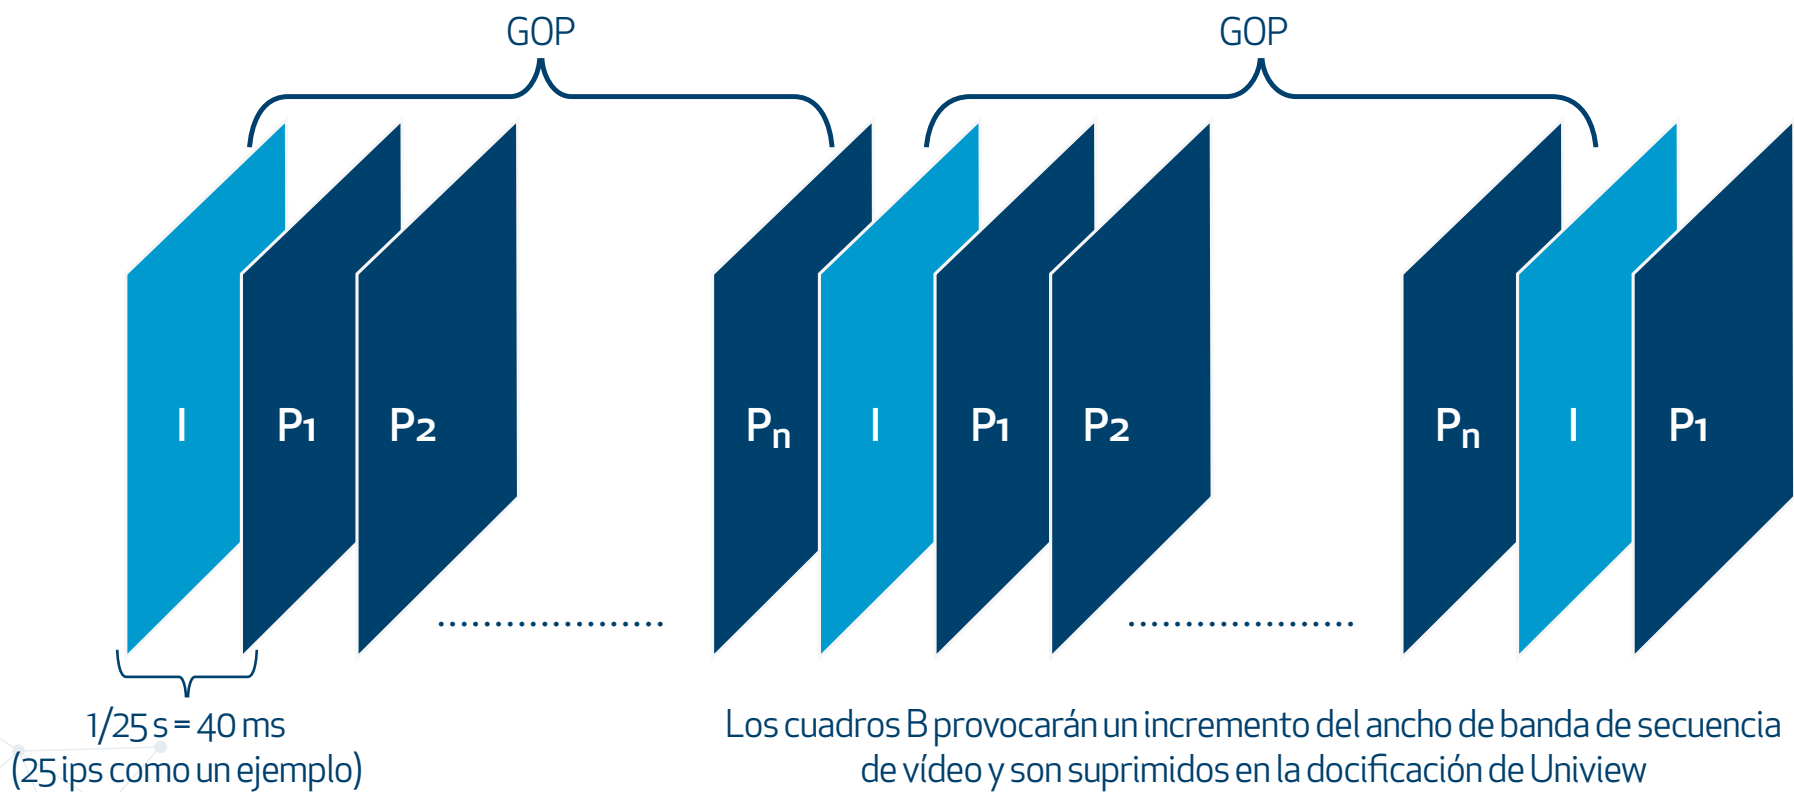 GOP
GOP
I
P1
P2
Pn
I
P1
P2
Pn
I
P1
1/25 s = 40 ms
(25 ips como un ejemplo)
Los cuadros B provocarán un incremento del ancho de banda de secuencia
de vídeo y son suprimidos en la docificación de Uniview